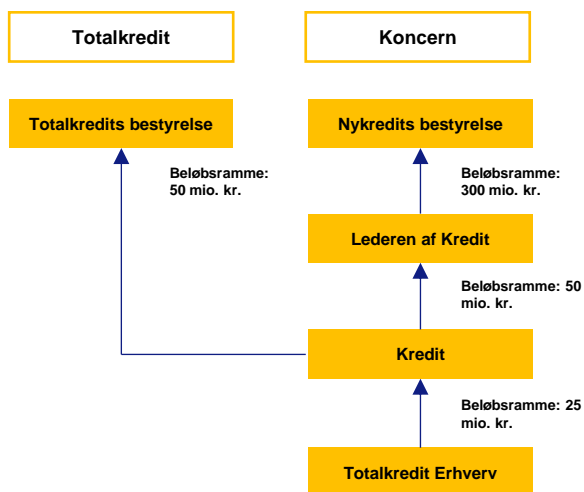 Totalkredit
Koncern
Totalkredits bestyrelse
Nykredits bestyrelse
Beløbsramme:
50 mio. kr.
Beløbsramme:
300 mio. kr.
Lederen af Kredit
Beløbsramme: 50
mio. kr.
Kredit
Beløbsramme: 25
mio. kr.
Totalkredit Erhverv